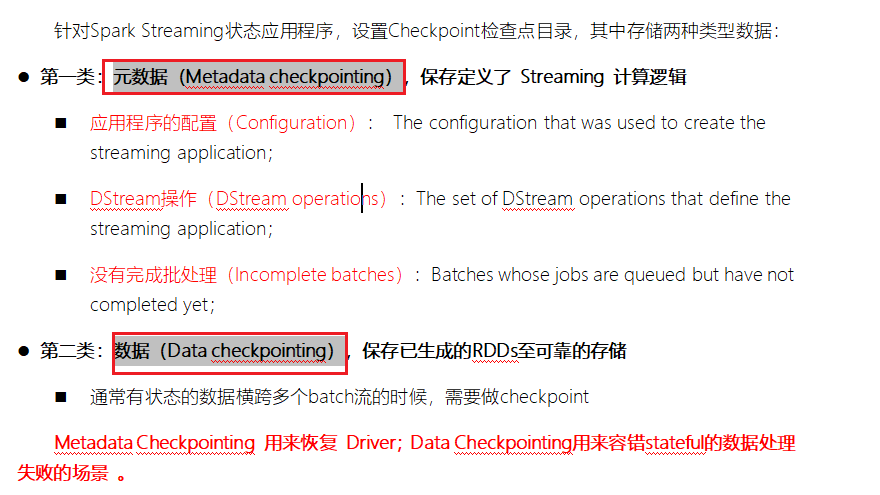 针对Spark Streaming状态应用程序，设置Checkpoint检查点目录，其中存储两种类型数据：
● 第一类：元数据（Metadata checkpointing），保存定义了 Streaming 计算逻辑
■ 应用程序的配置（Configuration）： The configuration that was used to create the
streaming application；
■ DStream操作（DStream operations）：The set of DStream operations that define the
streaming application；
■ 没有完成批处理（Incomplete batches）：Batches whose jobs are queued but have not
completed yet；
● 第二类：数据（Data checkpointing），保存已生成的RDDs至可靠的存储
■ 通常有状态的数据横跨多个batch流的时候，需要做checkpoint
Metadata Checkpointing 用来恢复 Driver；Data Checkpointing用来容错stateful的数据处理
失败的场景 。